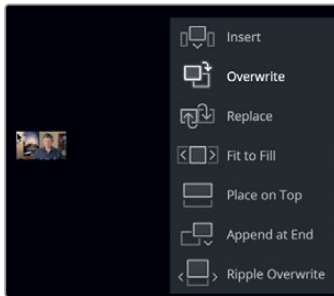 Insert
Overwrite
Replace
Fit to Fill
Place on Top
Append at End
Ripple Overwrite